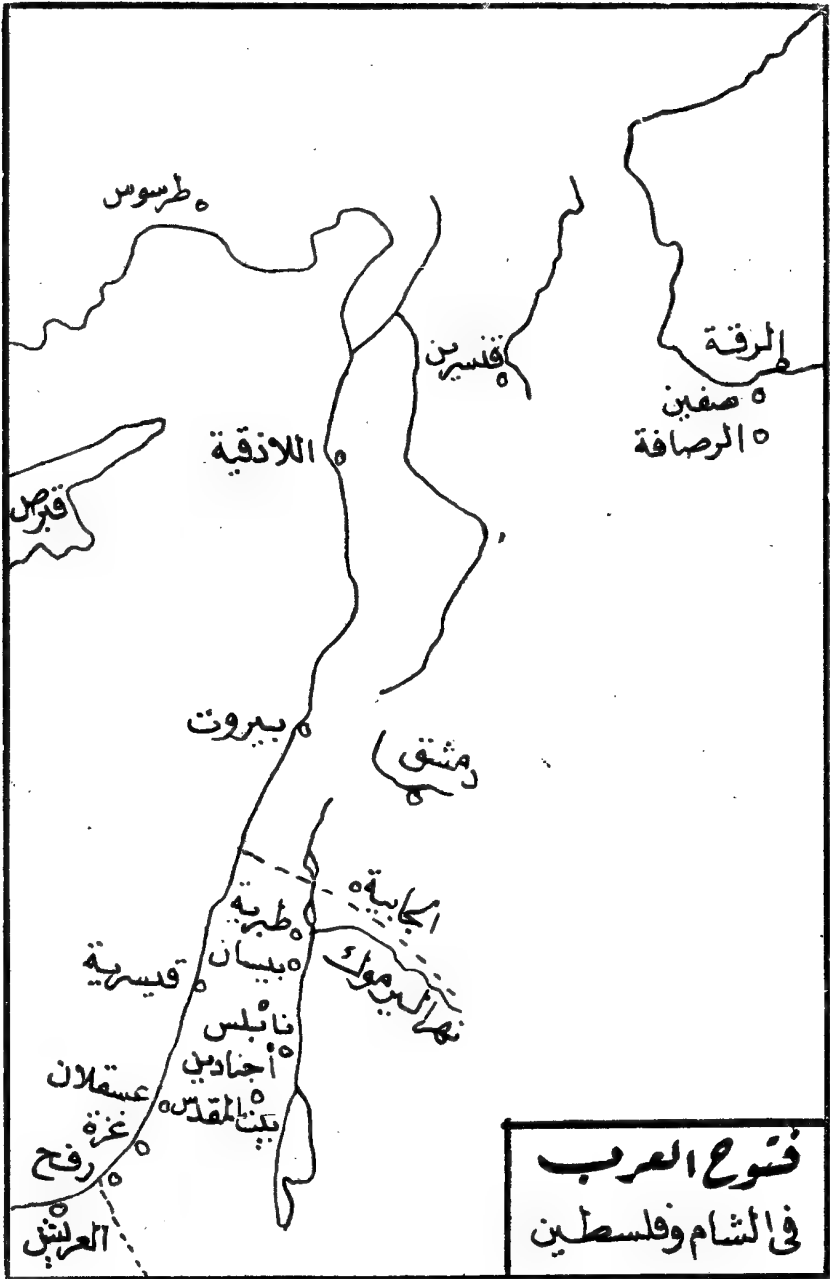 طرسوس
قنسرين
الرقة
صفين
الرصافة
اللاذقية
قبرص
بيروت
دمشق
الجابية
طبرية
بيسان
نهر اليرموك
قيسرية
نابلس
أجنادين
عسقلان
بيت المقدس
غزة
رفح
العريش
فتوح العرب
فى الشام وفلسطين